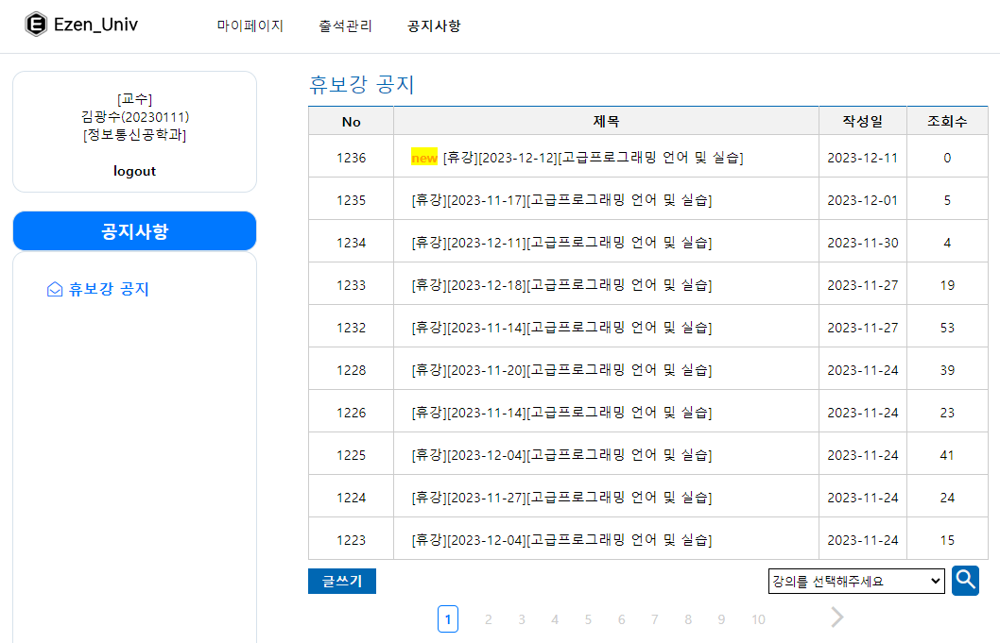 Ezen_Univ 마이페이지 출석관리 공지사항
[교수]
김광수(20230111)
[정보통신공학과]
logout
공지사항
휴보강 공지
휴보강 공지
No 제목 작성일 조회수
1236 new [휴강][2023-12-12][고급프로그래밍 언어 및 실습] 2023-12-11 0
1235 [휴강][2023-11-17][고급프로그래밍 언어 및 실습] 2023-12-01 5
1234 [휴강][2023-12-11][고급프로그래밍 언어 및 실습] 2023-11-30 4
1233 [휴강][2023-12-18][고급프로그래밍 언어 및 실습] 2023-11-27 19
1232 [휴강][2023-11-14][고급프로그래밍 언어 및 실습] 2023-11-27 53
1228 [휴강][2023-11-20][고급프로그래밍 언어 및 실습] 2023-11-24 39
1226 [휴강][2023-11-14][고급프로그래밍 언어 및 실습] 2023-11-24 23
1225 [휴강][2023-12-04][고급프로그래밍 언어 및 실습] 2023-11-24 41
1224 [휴강][2023-11-27][고급프로그래밍 언어 및 실습] 2023-11-24 24
1223 [휴강][2023-12-04][고급프로그래밍 언어 및 실습] 2023-11-24 15
글쓰기 강의를 선택해주세요
1 2 3 4 5 6 7 8 9 10